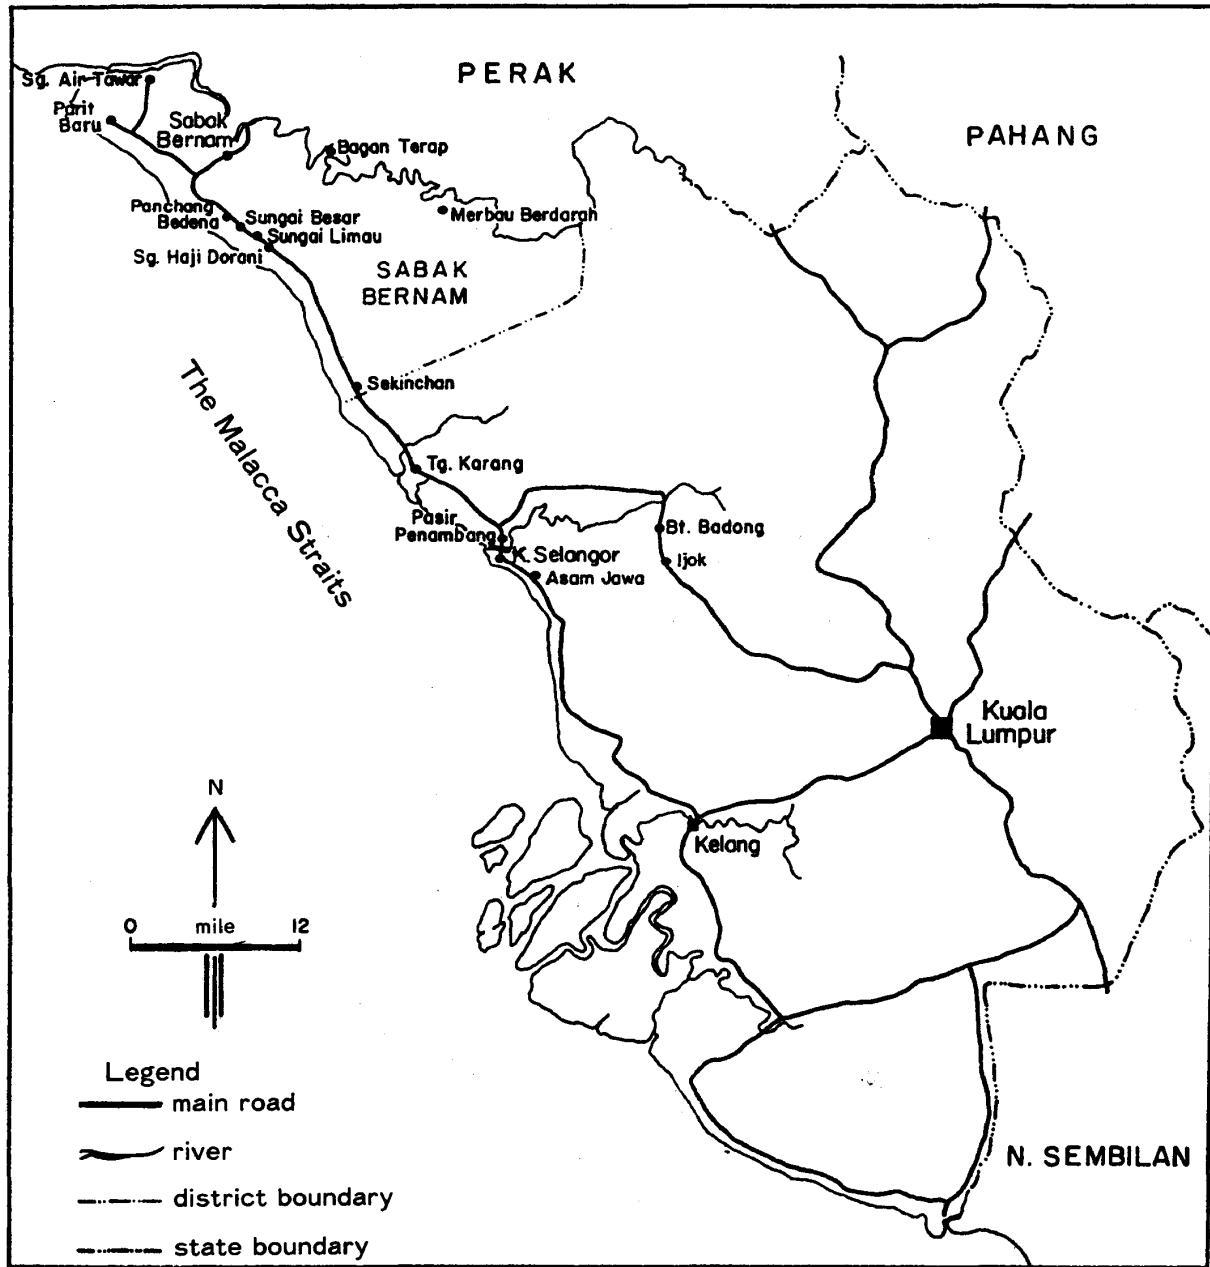 PERAK
Sg. Air Tawar
Parit
Baru
Sabak
Bernam
PAHANG
Bagan Terap
Panchang
Bedena
Sungai Besar
Merbau Berdarah
Sungai Limau
Sg. Haji Dorani
SABAK
BERNAM
The Malacca Straits
Sekinchan
Tg. Karang
Pasir
Penambang
Bt. Badong
K. Selangor
Ijok
Asam Jawa
Kuala
Lumpur
N
Kelang
0 mile 12
Legend
main road
river
district boundary
state boundary
N. SEMBILAN